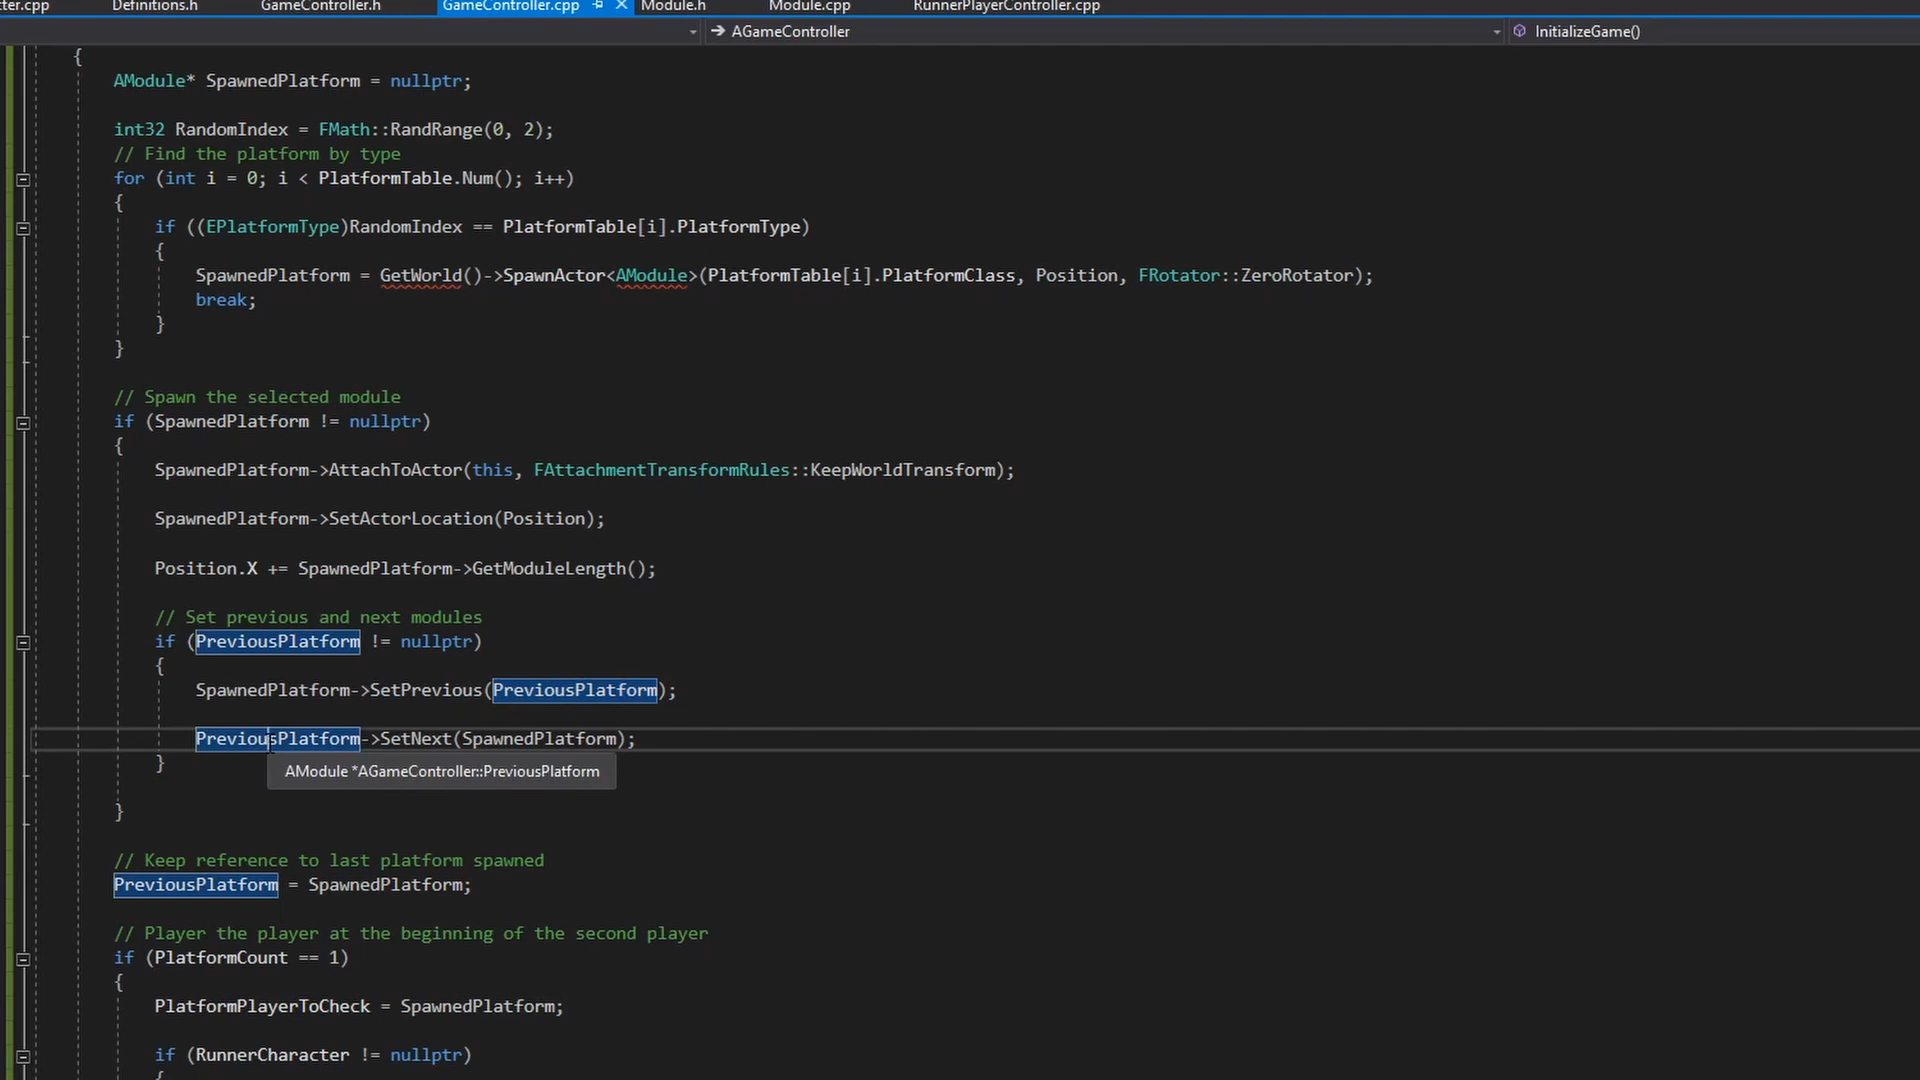 ter.cpp Definitions.h GameController.h GameController.cpp Module.h Module.cpp RunnerPlayerController.cpp
AGameController InitializeGame()
{
AModule* SpawnedPlatform = nullptr;
int32 RandomIndex = FMath::RandRange(0, 2);
// Find the platform by type
for (int i = 0; i < PlatformTable.Num(); i++)
{
if ((EPlatformType)RandomIndex == PlatformTable[i].PlatformType)
{
SpawnedPlatform = GetWorld()->SpawnActor<AModule>(PlatformTable[i].PlatformClass, Position, FRotator::ZeroRotator);
break;
}
}
// Spawn the selected module
if (SpawnedPlatform != nullptr)
{
SpawnedPlatform->AttachToActor(this, FAttachmentTransformRules::KeepWorldTransform);
SpawnedPlatform->SetActorLocation(Position);
Position.X += SpawnedPlatform->GetModuleLength();
// Set previous and next modules
if (PreviousPlatform != nullptr)
{
SpawnedPlatform->SetPrevious(PreviousPlatform);
PreviousPlatform->SetNext(SpawnedPlatform);
}
AModule *AGameController::PreviousPlatform
}
// Keep reference to last platform spawned
PreviousPlatform = SpawnedPlatform;
// Player the player at the beginning of the second player
if (PlatformCount == 1)
{
PlatformPlayerToCheck = SpawnedPlatform;
if (RunnerCharacter != nullptr)
{